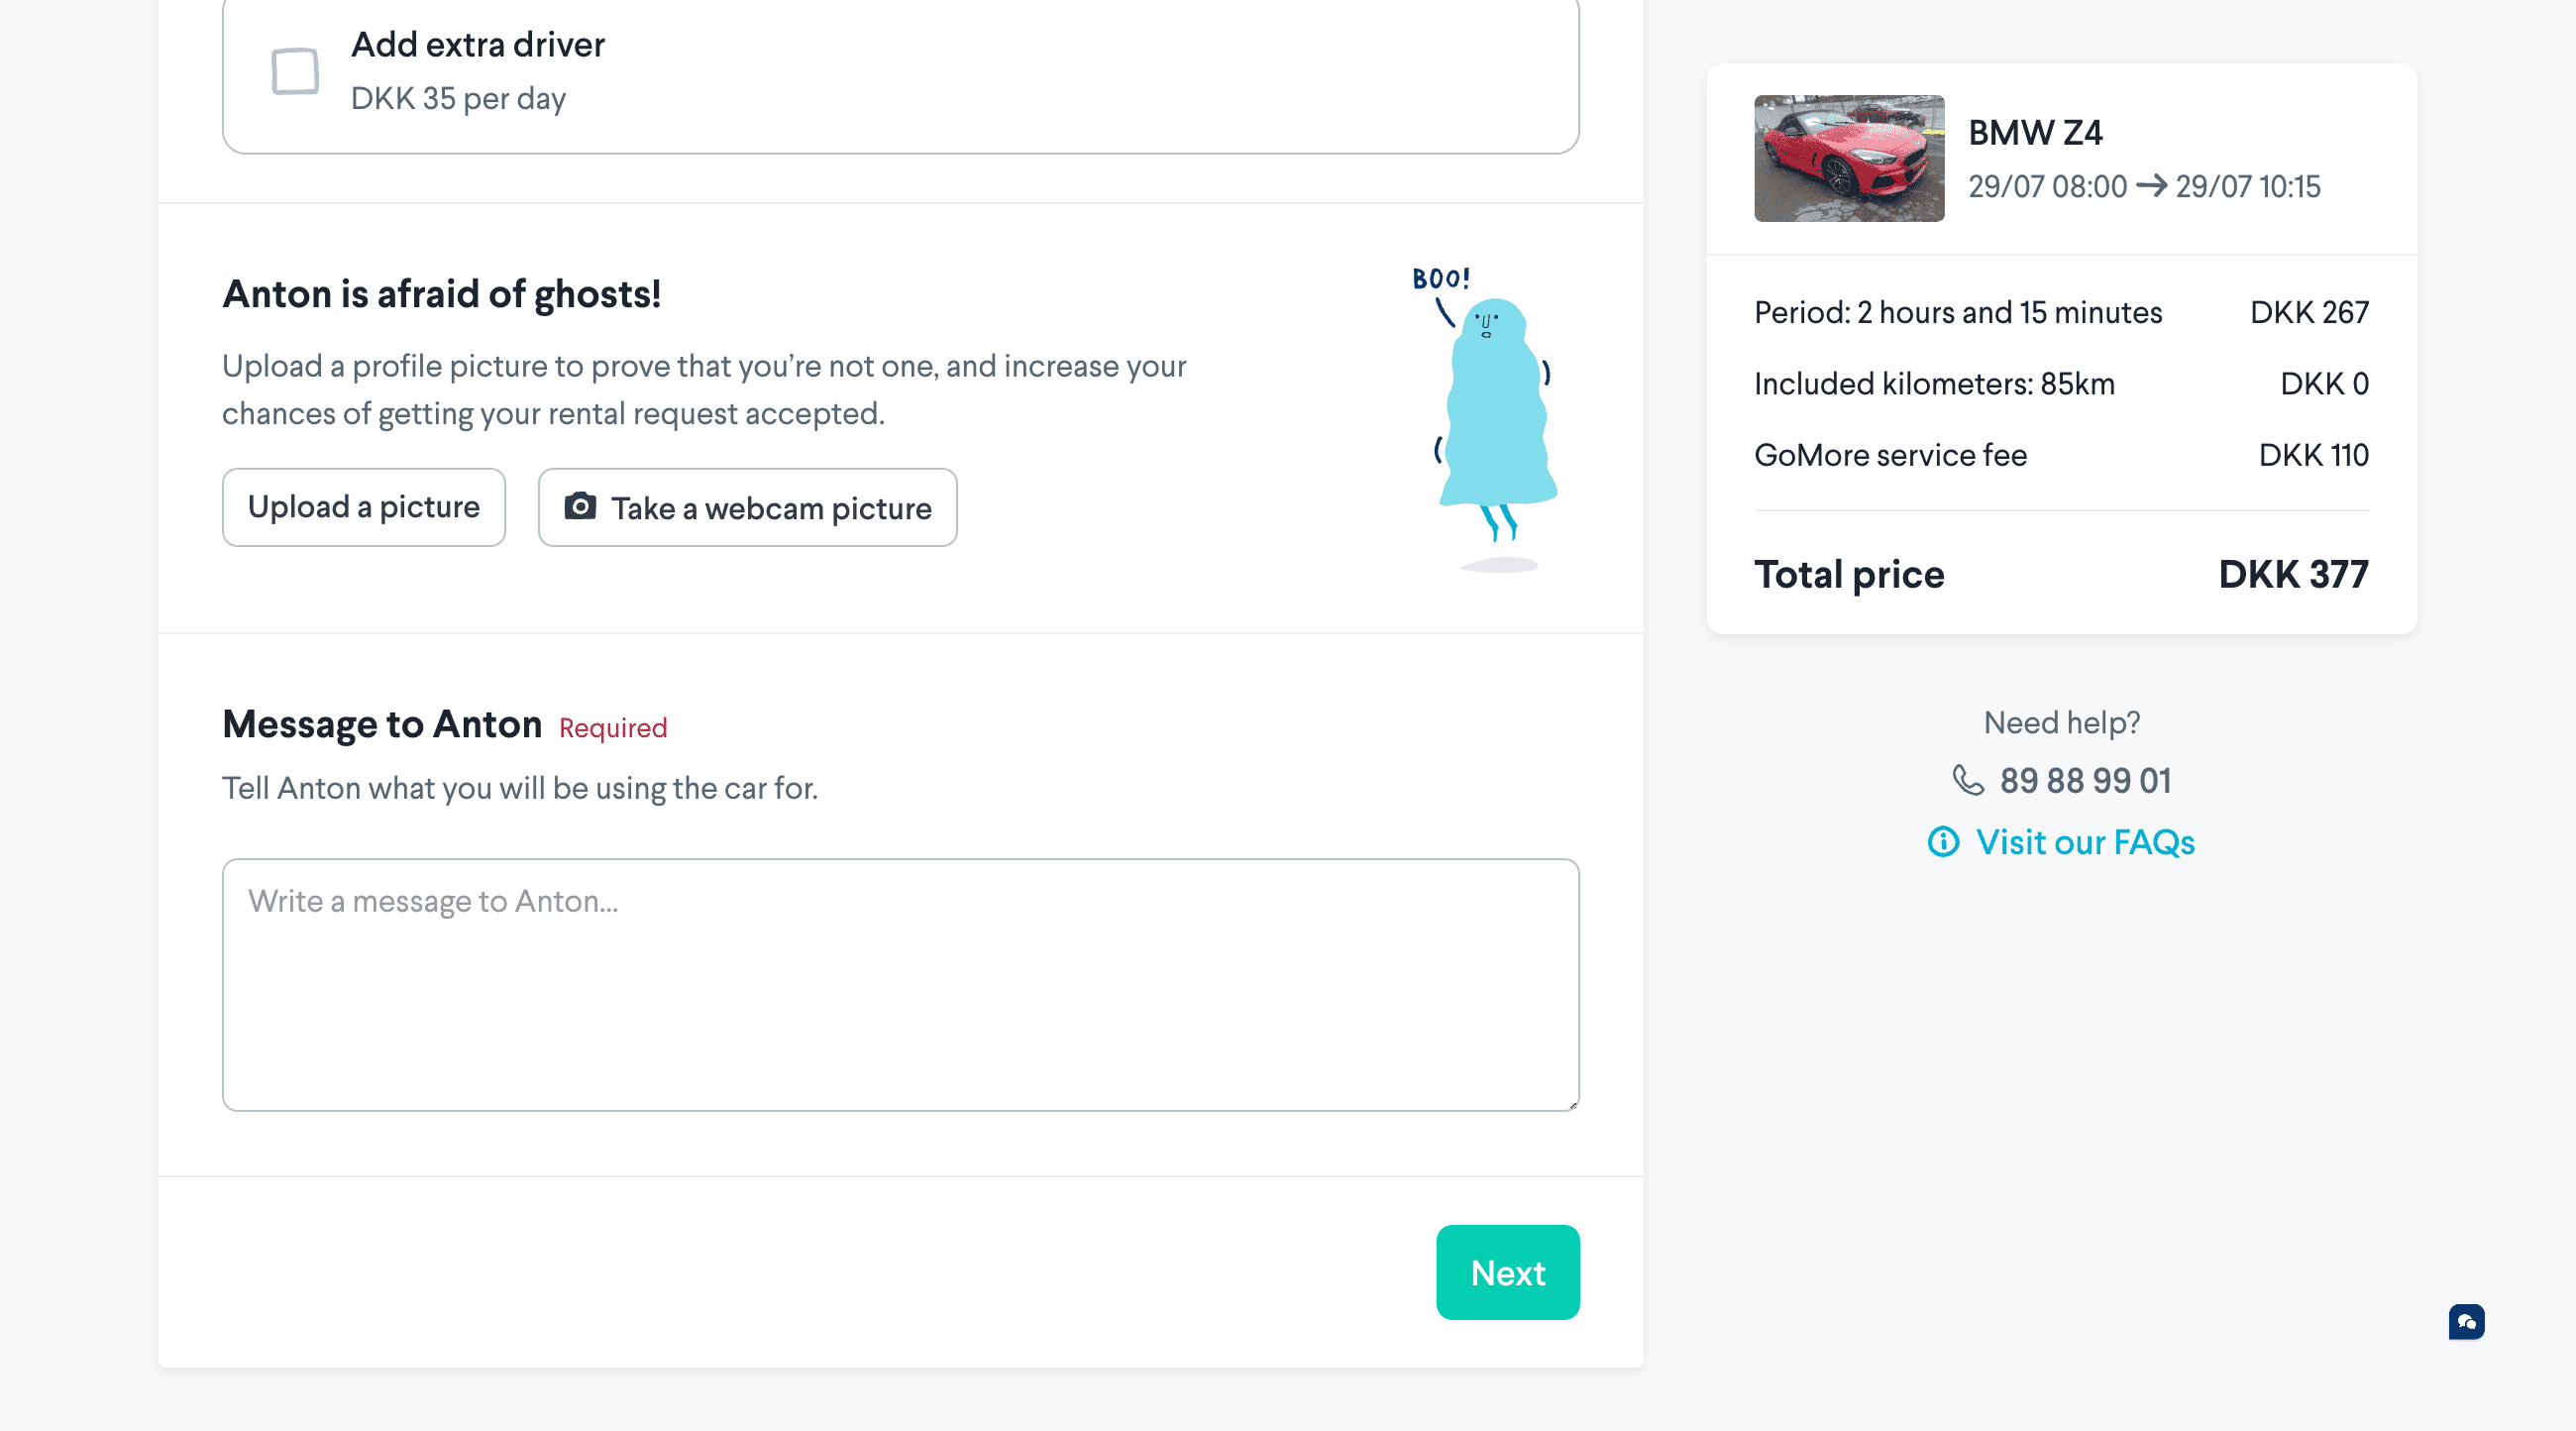 Add extra driver
DKK 35 per day
Anton is afraid of ghosts!
Upload a profile picture to prove that you’re not one, and increase your
chances of getting your rental request accepted.
Upload a picture
Take a webcam picture
BOO!
Message to Anton Required
Tell Anton what you will be using the car for.
Write a message to Anton...
Next
BMW Z4
29/07 08:00 → 29/07 10:15
Period: 2 hours and 15 minutes DKK 267
Included kilometers: 85km DKK 0
GoMore service fee DKK 110
Total price DKK 377
Need help?
89 88 99 01
Visit our FAQs